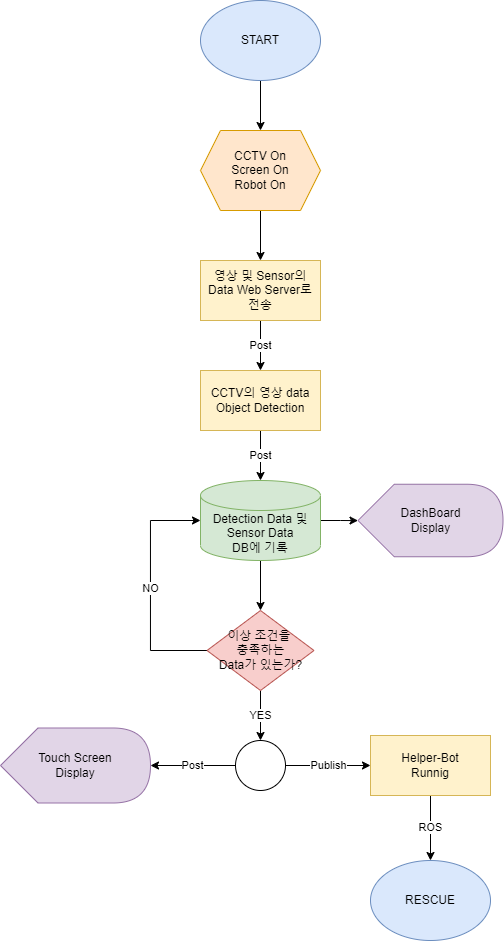 START
CCTV On
Screen On
Robot On
영상 및 Sensor의
Data Web Server로
전송
Post
CCTV의 영상 data
Object Detection
Post
Detection Data 및
Sensor Data
DB에 기록
DashBoard
Display
NO
이상 조건을
충족하는
Data가 있는가?
YES
Touch Screen
Display
Post
Publish
Helper-Bot
Runnig
ROS
RESCUE